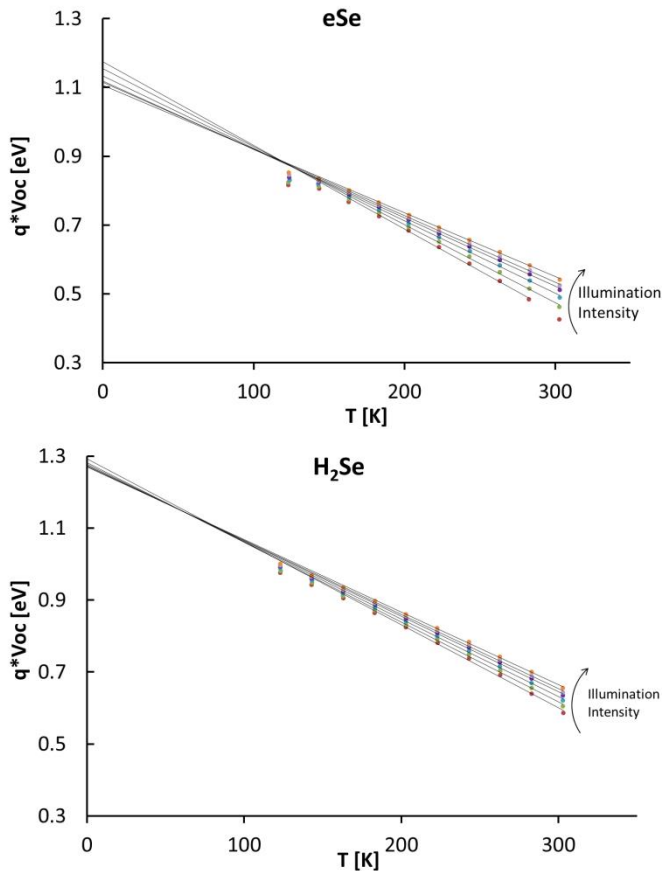 eSe
1.3
1.1
0.9
0.7
0.5
0.3
q*Voc [eV]
0
100
200
300
T [K]
Illumination
Intensity
H₂Se
1.3
1.1
0.9
0.7
0.5
0.3
q*Voc [eV]
0
100
200
300
T [K]
Illumination
Intensity